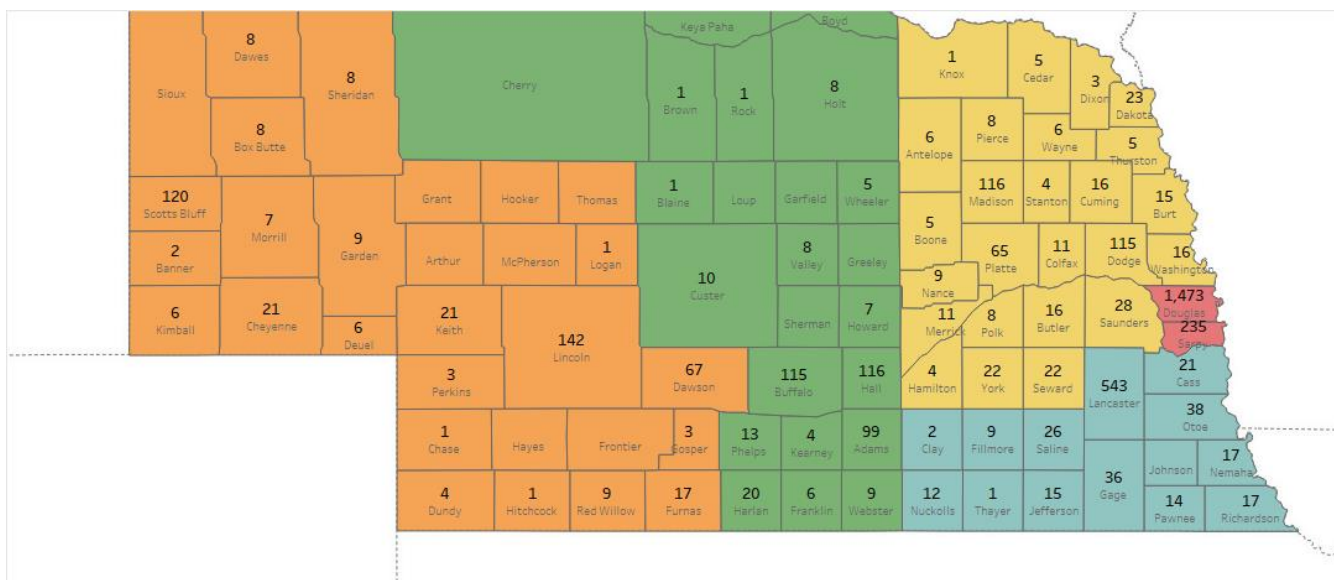 Keya Paha
Boyd
8
Dawes
1
Knox
5
Cedar
3
Dixon
23
Dakota
Sioux
8
Sheridan
Cherry
1
Brown
1
Rock
8
Holt
8
Box Butte
6
Antelope
8
Pierce
6
Wayne
5
Thurston
120
Scotts Bluff
7
Morrill
9
Garden
Grant
Hooker
Thomas
1
Blaine
Loup
Garfield
5
Wheeler
116
Madison
4
Stanton
16
Cuming
15
Burt
2
Banner
Arthur
McPherson
1
Logan
10
Custer
8
Valley
Greeley
5
Boone
65
Platte
11
Colfax
115
Dodge
16
Washington
9
Nance
6
Kimball
21
Cheyenne
6
Deuel
21
Keith
142
Lincoln
Sherman
7
Howard
11
Merrick
8
Polk
16
Butler
28
Saunders
1,473
Douglas
235
Sarpy
3
Perkins
67
Dawson
115
Buffalo
116
Hall
4
Hamilton
22
York
22
Seward
543
Lancaster
21
Cass
1
Chase
Hayes
Frontier
3
Gosper
13
Phelps
4
Kearney
99
Adams
2
Clay
9
Fillmore
26
Saline
38
Otoe
36
Gage
Johnson
17
Nemaha
4
Dundy
1
Hitchcock
9
Red Willow
17
Furnas
20
Harlan
6
Franklin
9
Webster
12
Nuckolls
1
Thayer
15
Jefferson
14
Pawnee
17
Richardson